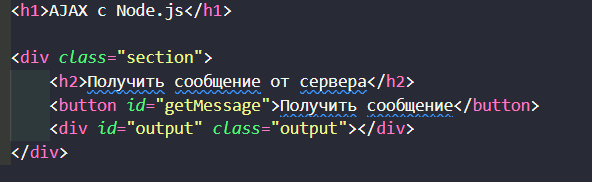 <h1>AJAX с Node.js</h1>
<div class="section">
<h2>Получить сообщение от сервера</h2>
<button id="getMessage">Получить сообщение</button>
<div id="output" class="output"></div>
</div>